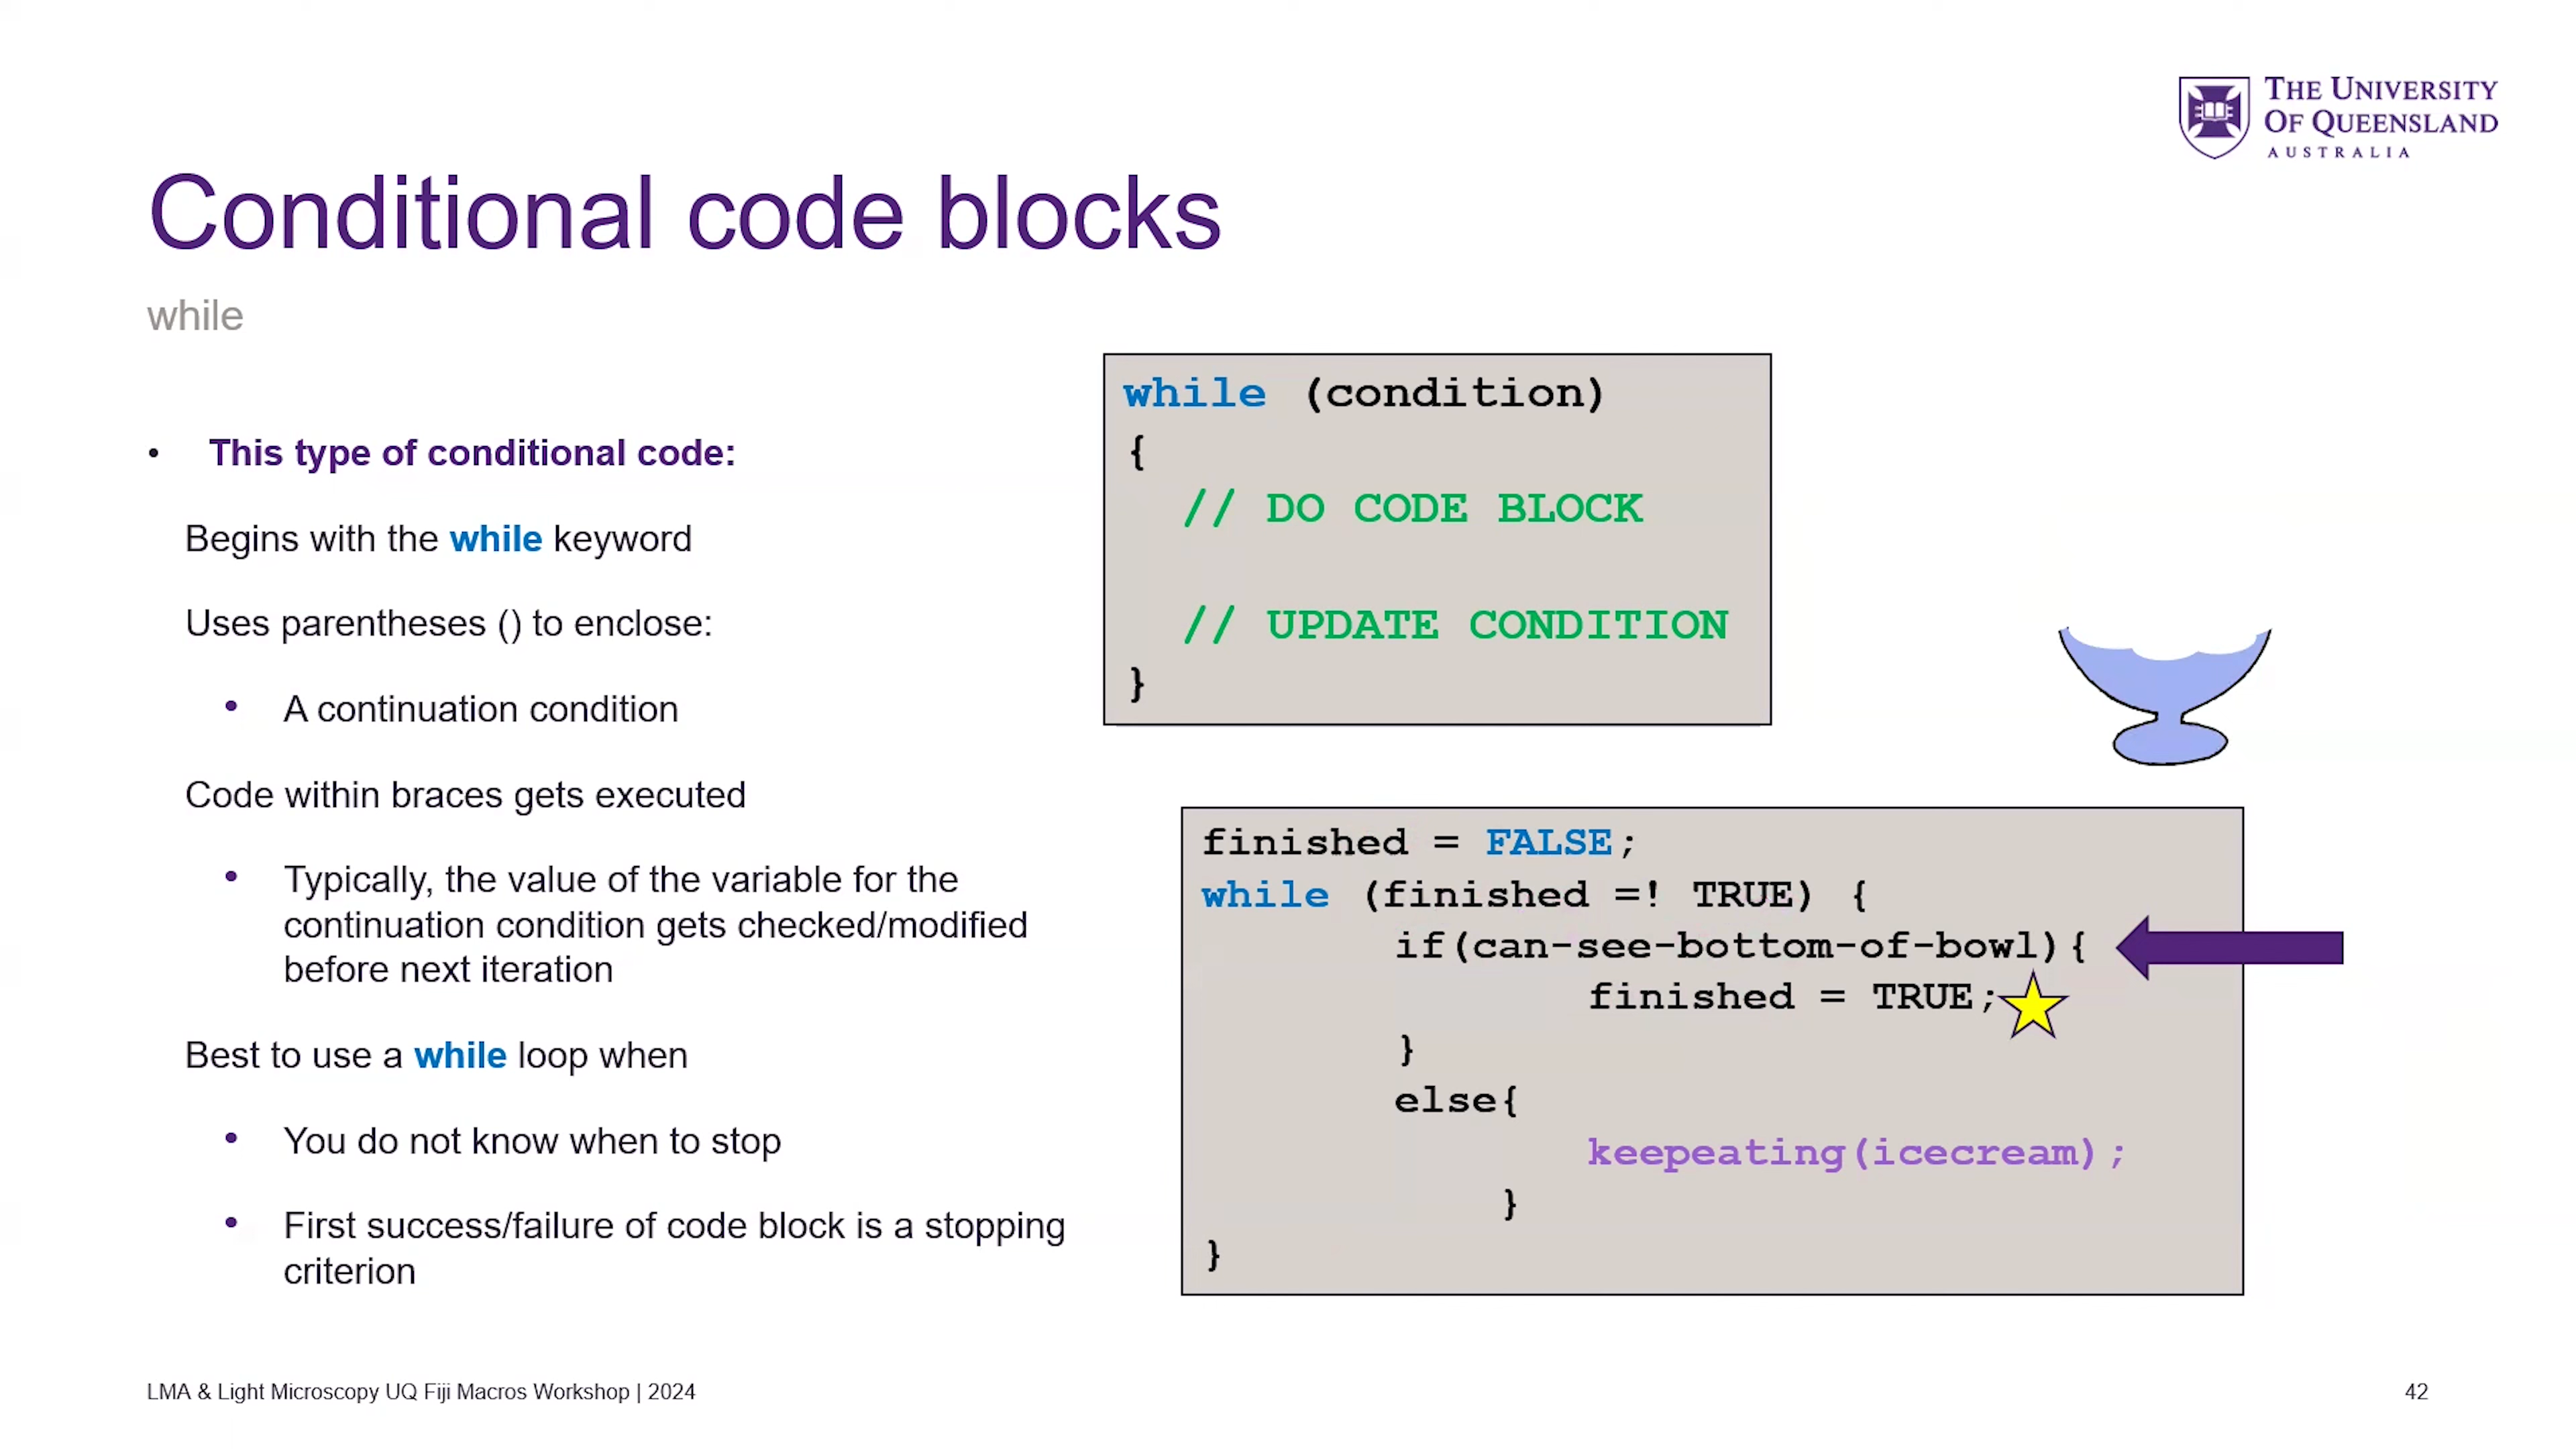 THE UNIVERSITY
OF QUEENSLAND
AUSTRALIA
Conditional code blocks
while
• This type of conditional code:
Begins with the while keyword
Uses parentheses () to enclose:
• A continuation condition
Code within braces gets executed
• Typically, the value of the variable for the
continuation condition gets checked/modified
before next iteration
Best to use a while loop when
• You do not know when to stop
• First success/failure of code block is a stopping
criterion
while (condition)
{
// DO CODE BLOCK
// UPDATE CONDITION
}
finished = FALSE;
while (finished =! TRUE) {
if(can-see-bottom-of-bowl){
finished = TRUE;
}
else{
keepeating(icecream);
}
}
LMA & Light Microscopy UQ Fiji Macros Workshop | 2024
42